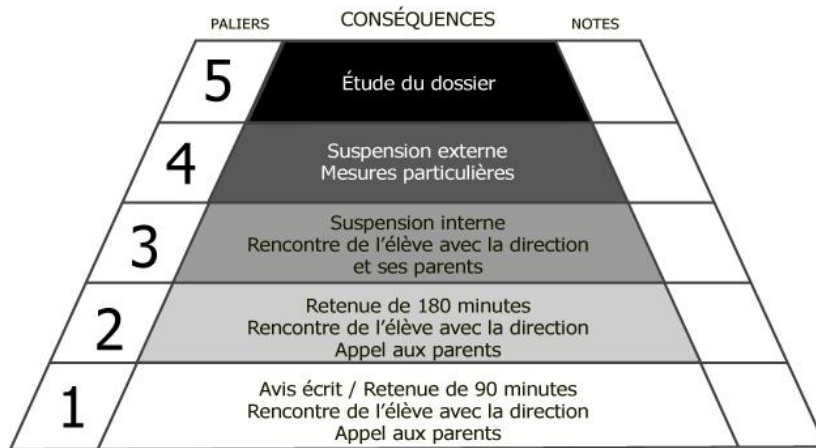 PALIERS CONSÉQUENCES NOTES
5 Étude du dossier
4 Suspension externe
Mesures particulières
3 Suspension interne
Rencontre de l'élève avec la direction
et ses parents
2 Retenue de 180 minutes
Rencontre de l'élève avec la direction
Appel aux parents
1 Avis écrit / Retenue de 90 minutes
Rencontre de l'élève avec la direction
Appel aux parents